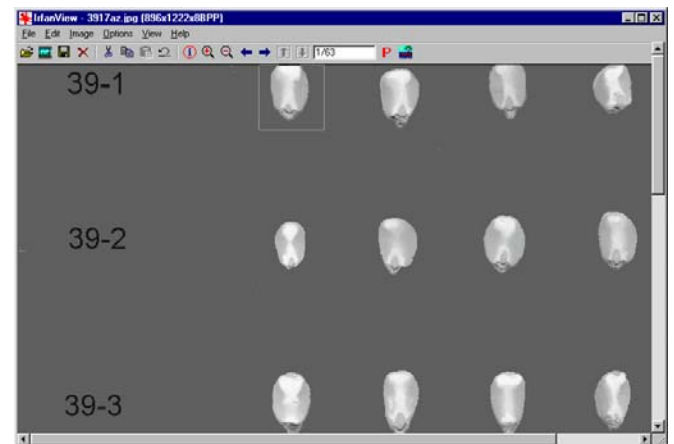 IrfanView - 3917az.jpg (896x1222x8BPP)
File Edit Image Options View Help
1/63 P
39-1
39-2
39-3